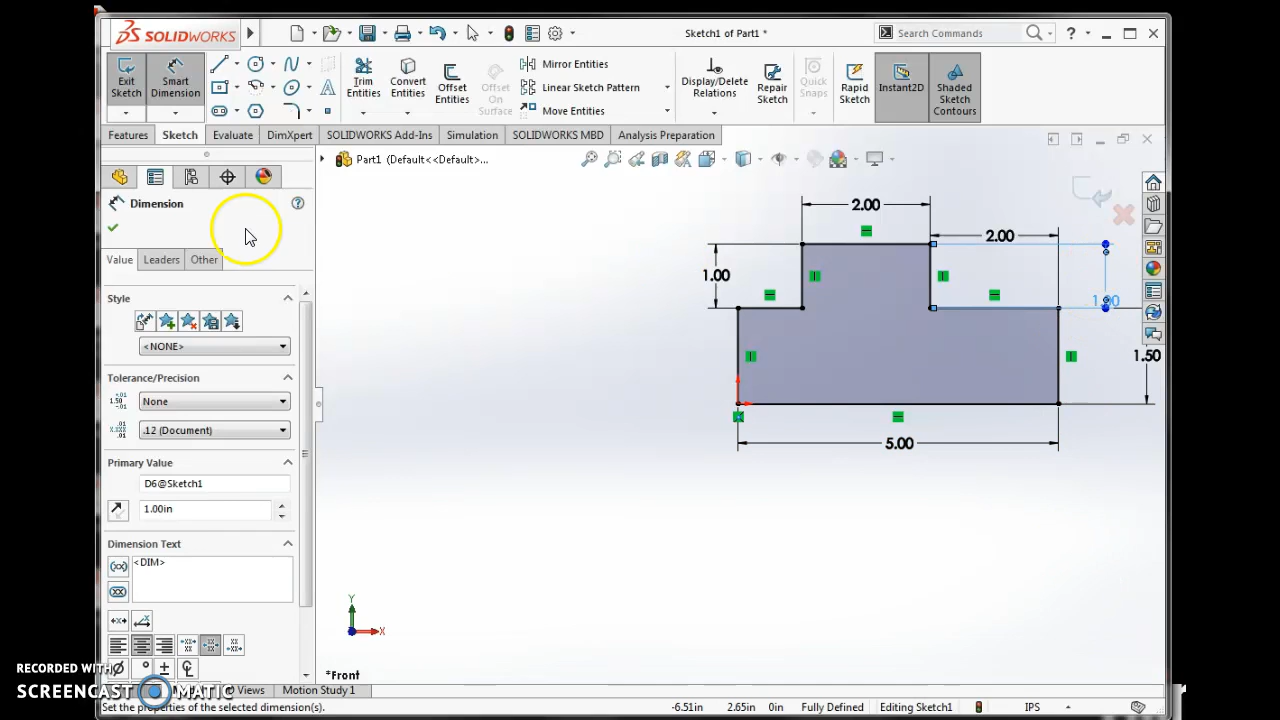 SOLIDWORKS
Sketch1 of Part1 *
Search Commands
?
Exit Sketch
Smart Dimension
Trim Entities
Convert Entities
Offset Entities
Offset On Surface
Mirror Entities
Linear Sketch Pattern
Move Entities
Display/Delete Relations
Repair Sketch
Quick Snaps
Rapid Sketch
Instant2D
Shaded Sketch Contours
Features
Sketch
Evaluate
DimXpert
SOLIDWORKS Add-Ins
Simulation
SOLIDWORKS MBD
Analysis Preparation
Part1 (Default<<Default>...
Dimension
?
Value
Leaders
Other
Style
<NONE>
Tolerance/Precision
None
.12 (Document)
Primary Value
D6@Sketch1
1.00in
Dimension Text
<DIM>
2.00
2.00
1.00
1.00
1.50
5.00
Y
X
*Front
RECORDED WITH
SCREENCAST MATIC
Views
Motion Study 1
Set the properties of the selected dimension(s).
-6.51in
2.65in
0in
Fully Defined
Editing Sketch1
IPS